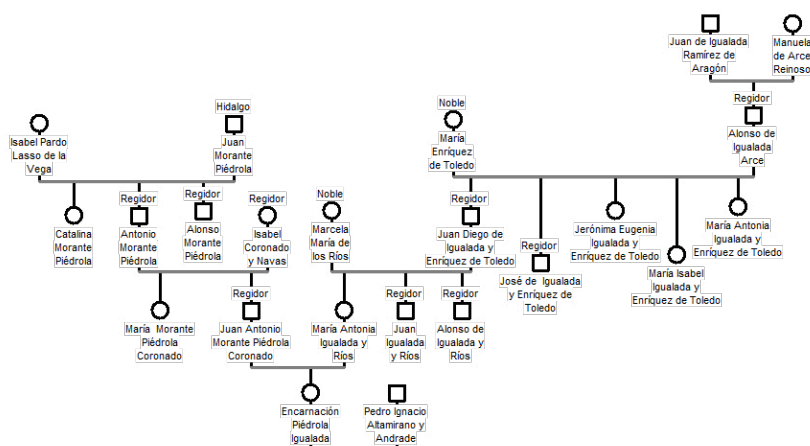 Juan de Igualada
Ramírez de
Aragón
Manuela
de Arce
Reinoso
Regidor
Alonso de
Igualada
Arce
Noble
María
Enríquez
de Toledo
Hidalgo
Juan
Morante
Piédrola
Isabel Pardo
Lasso de la
Vega
Catalina
Morante
Piédrola
Regidor
Antonio
Morante
Piédrola
Regidor
Alonso
Morante
Piédrola
Regidor
Isabel
Coronado
y Navas
Noble
Marcela
María de
los Ríos
Regidor
Juan Diego de
Igualada y
Enríquez de Toledo
Regidor
José de Igualada
y Enríquez de
Toledo
Jerónima Eugenia
Igualada y
Enríquez de Toledo
María Isabel
Igualada y
Enríquez de Toledo
María Antonia
Igualada y
Enríquez de Toledo
María Morante
Piédrola
Coronado
Regidor
Juan Antonio
Morante Piédrola
Coronado
María Antonia
Igualada y
Ríos
Regidor
Juan
Igualada
y Ríos
Regidor
Alonso de
Igualada y
Ríos
Encarnación
Piédrola
Igualada
Pedro Ignacio
Altamirano y
Andrade